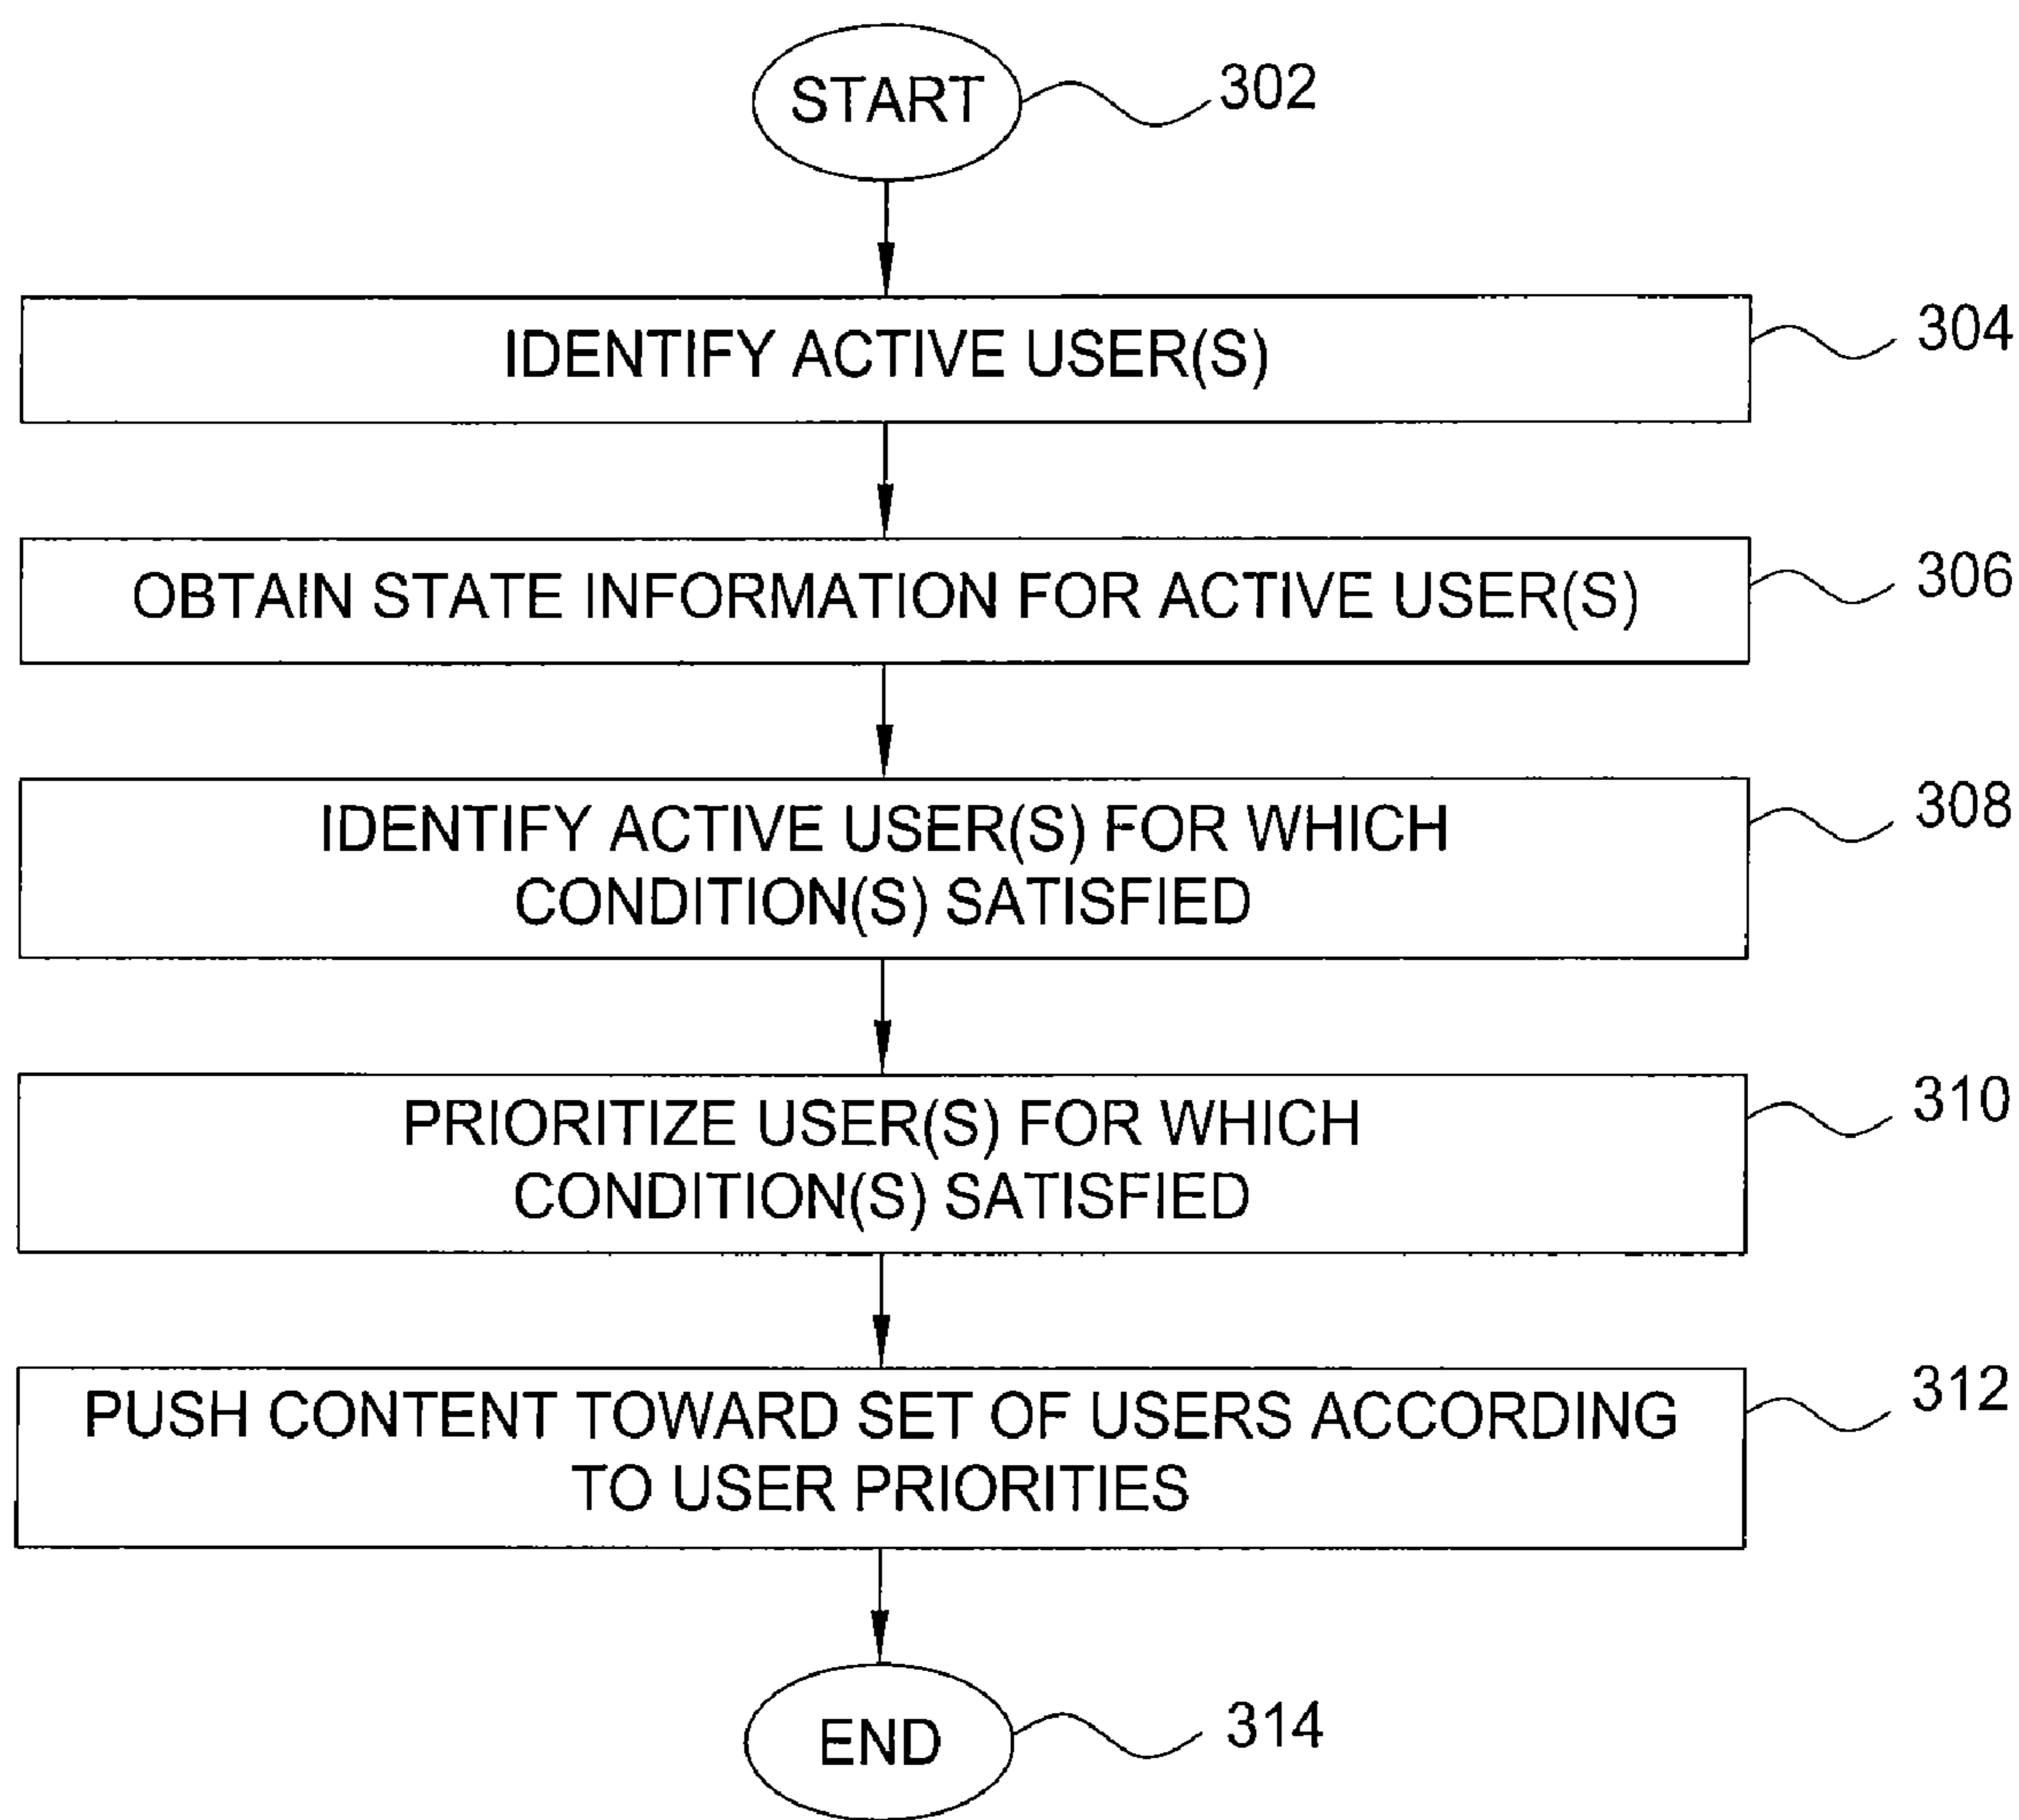 START
302
IDENTIFY ACTIVE USER(S)
304
OBTAIN STATE INFORMATION FOR ACTIVE USER(S)
306
IDENTIFY ACTIVE USER(S) FOR WHICH
CONDITION(S) SATISFIED
308
PRIORITIZE USER(S) FOR WHICH
CONDITION(S) SATISFIED
310
PUSH CONTENT TOWARD SET OF USERS ACCORDING
TO USER PRIORITIES
312
END
314